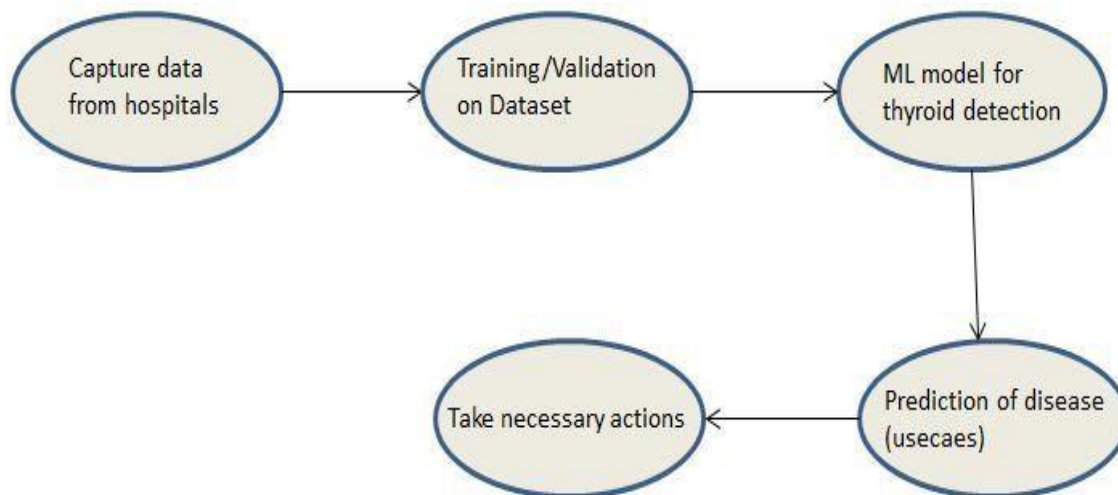 Capture data
from hospitals
Training/Validation
on Dataset
ML model for
thyroid detection
Prediction of disease
(usecaes)
Take necessary actions